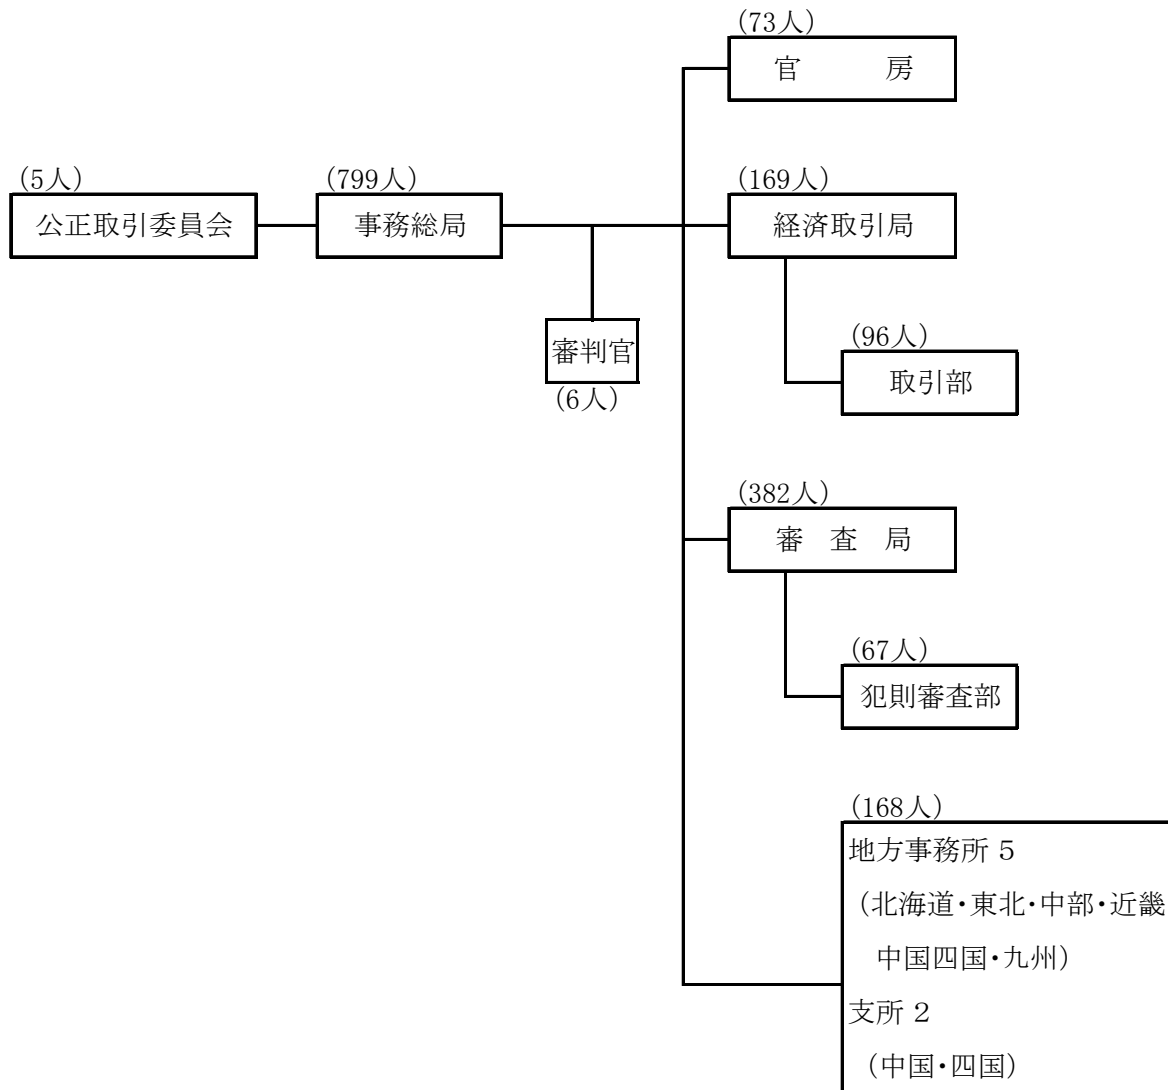 (73人)
官　　房
(5人)
公正取引委員会
(799人)
事務総局
(169人)
経済取引局
審判官
(6人)
(96人)
取引部
(382人)
審　査　局
(67人)
犯則審査部
(168人)
地方事務所 5
(北海道・東北・中部・近畿
中国四国・九州)
支所 2
(中国・四国)